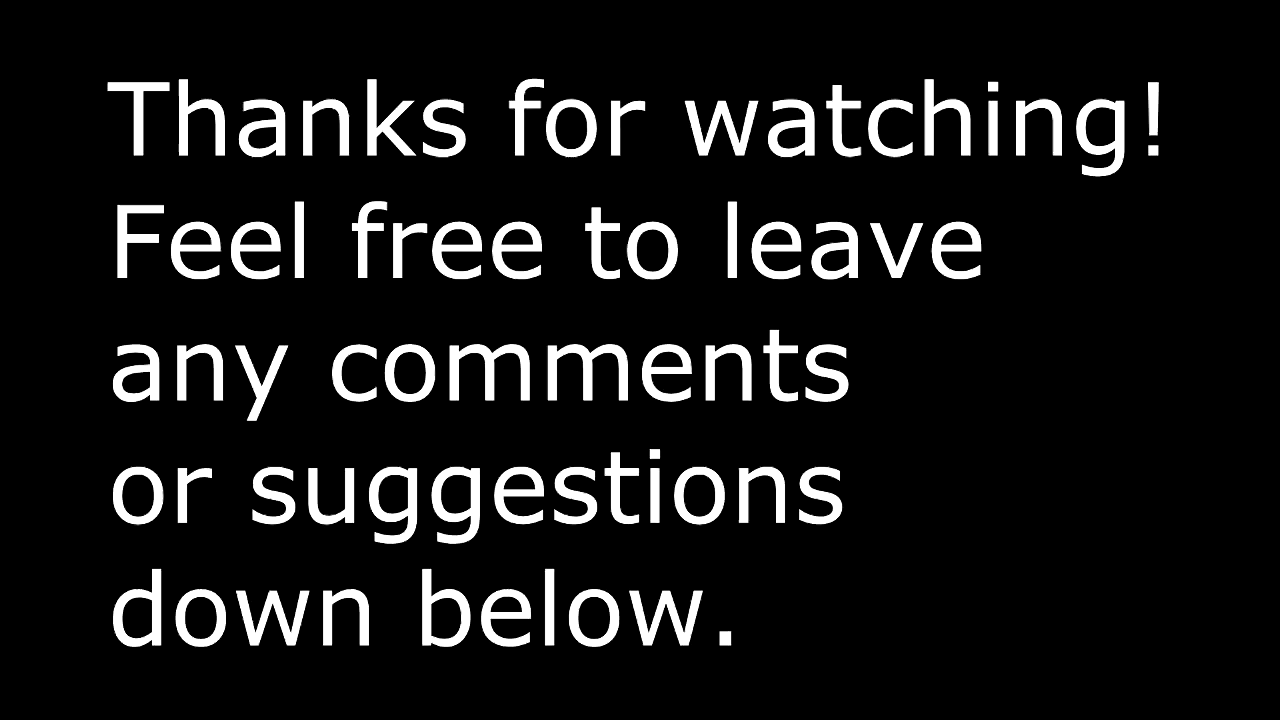 Thanks for watching!
Feel free to leave
any comments
or suggestions
down below.